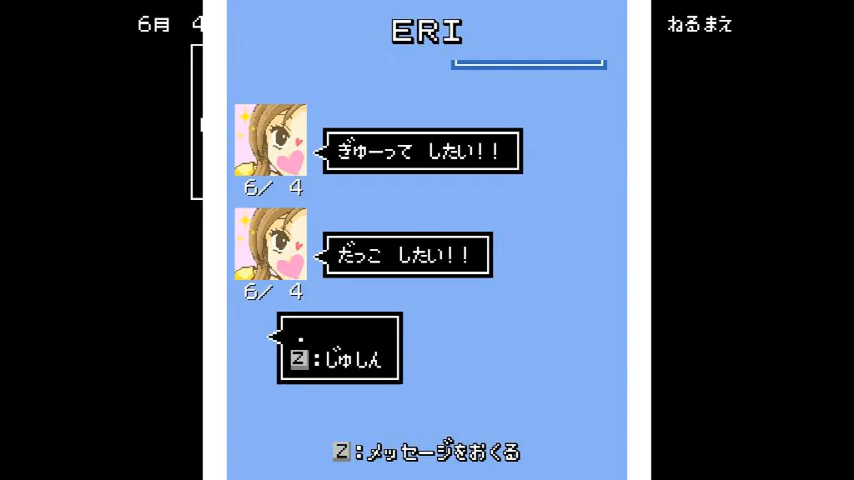 6月 4
ねるまえ
ERI
ぎゅーって したい!!
6/ 4
だっこ したい!!
6/ 4
.
Z:じゅしん
Z:メッセージをおくる